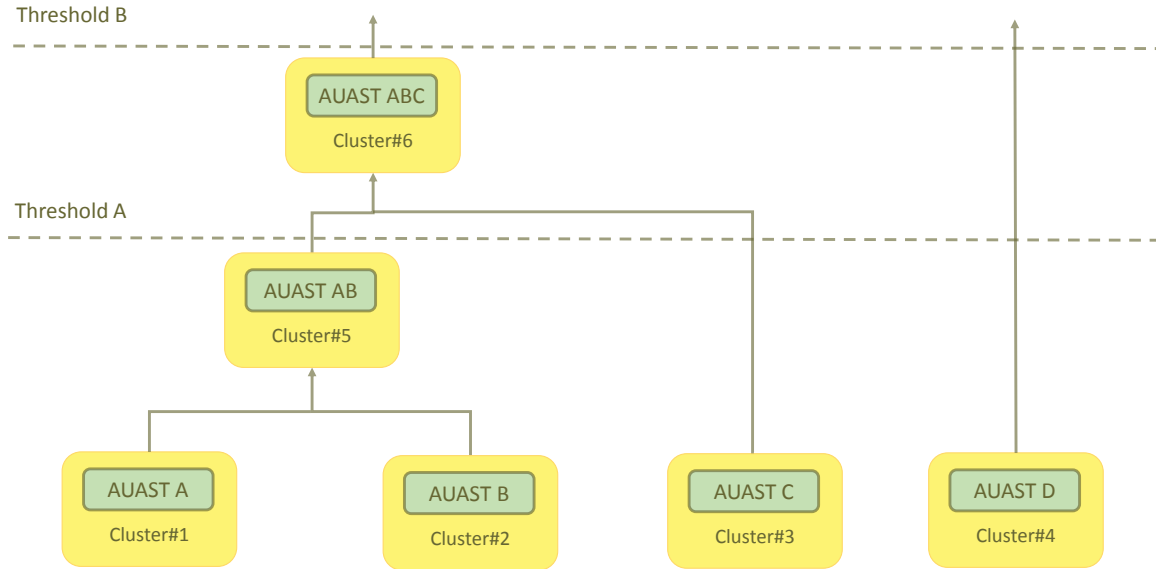 Threshold B
AUAST ABC
Cluster#6
Threshold A
AUAST AB
Cluster#5
AUAST A
Cluster#1
AUAST B
Cluster#2
AUAST C
Cluster#3
AUAST D
Cluster#4